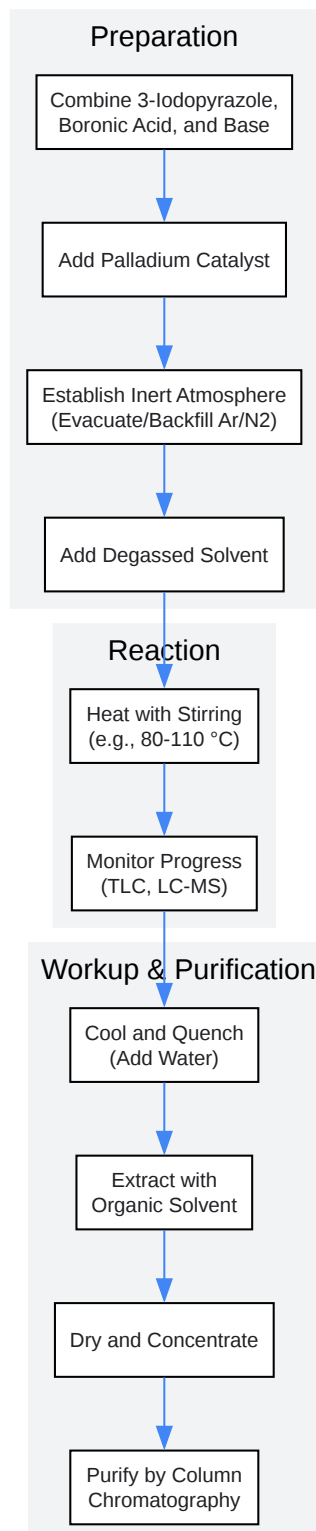 Preparation
Combine 3-Iodopyrazole,
Boronic Acid, and Base
Add Palladium Catalyst
Establish Inert Atmosphere
(Evacuate/Backfill Ar/N2)
Add Degassed Solvent
Reaction
Heat with Stirring
(e.g., 80-110 °C)
Monitor Progress
(TLC, LC-MS)
Workup & Purification
Cool and Quench
(Add Water)
Extract with
Organic Solvent
Dry and Concentrate
Purify by Column
Chromatography